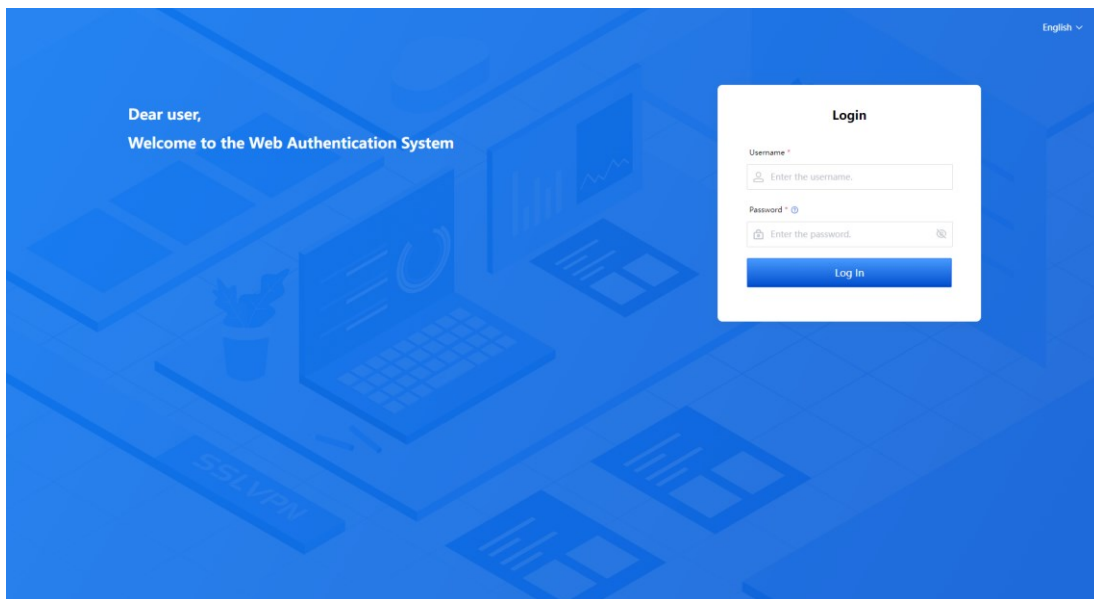 English
Dear user,
Welcome to the Web Authentication System
Login
Username *
Enter the username.
Password *
Enter the password.
Log In
SSLVPN